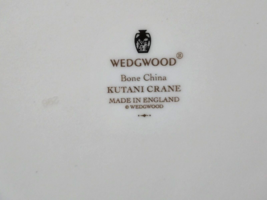 WEDGWOOD®
Bone China
KUTANI CRANE
MADE IN ENGLAND
© WEDGWOOD